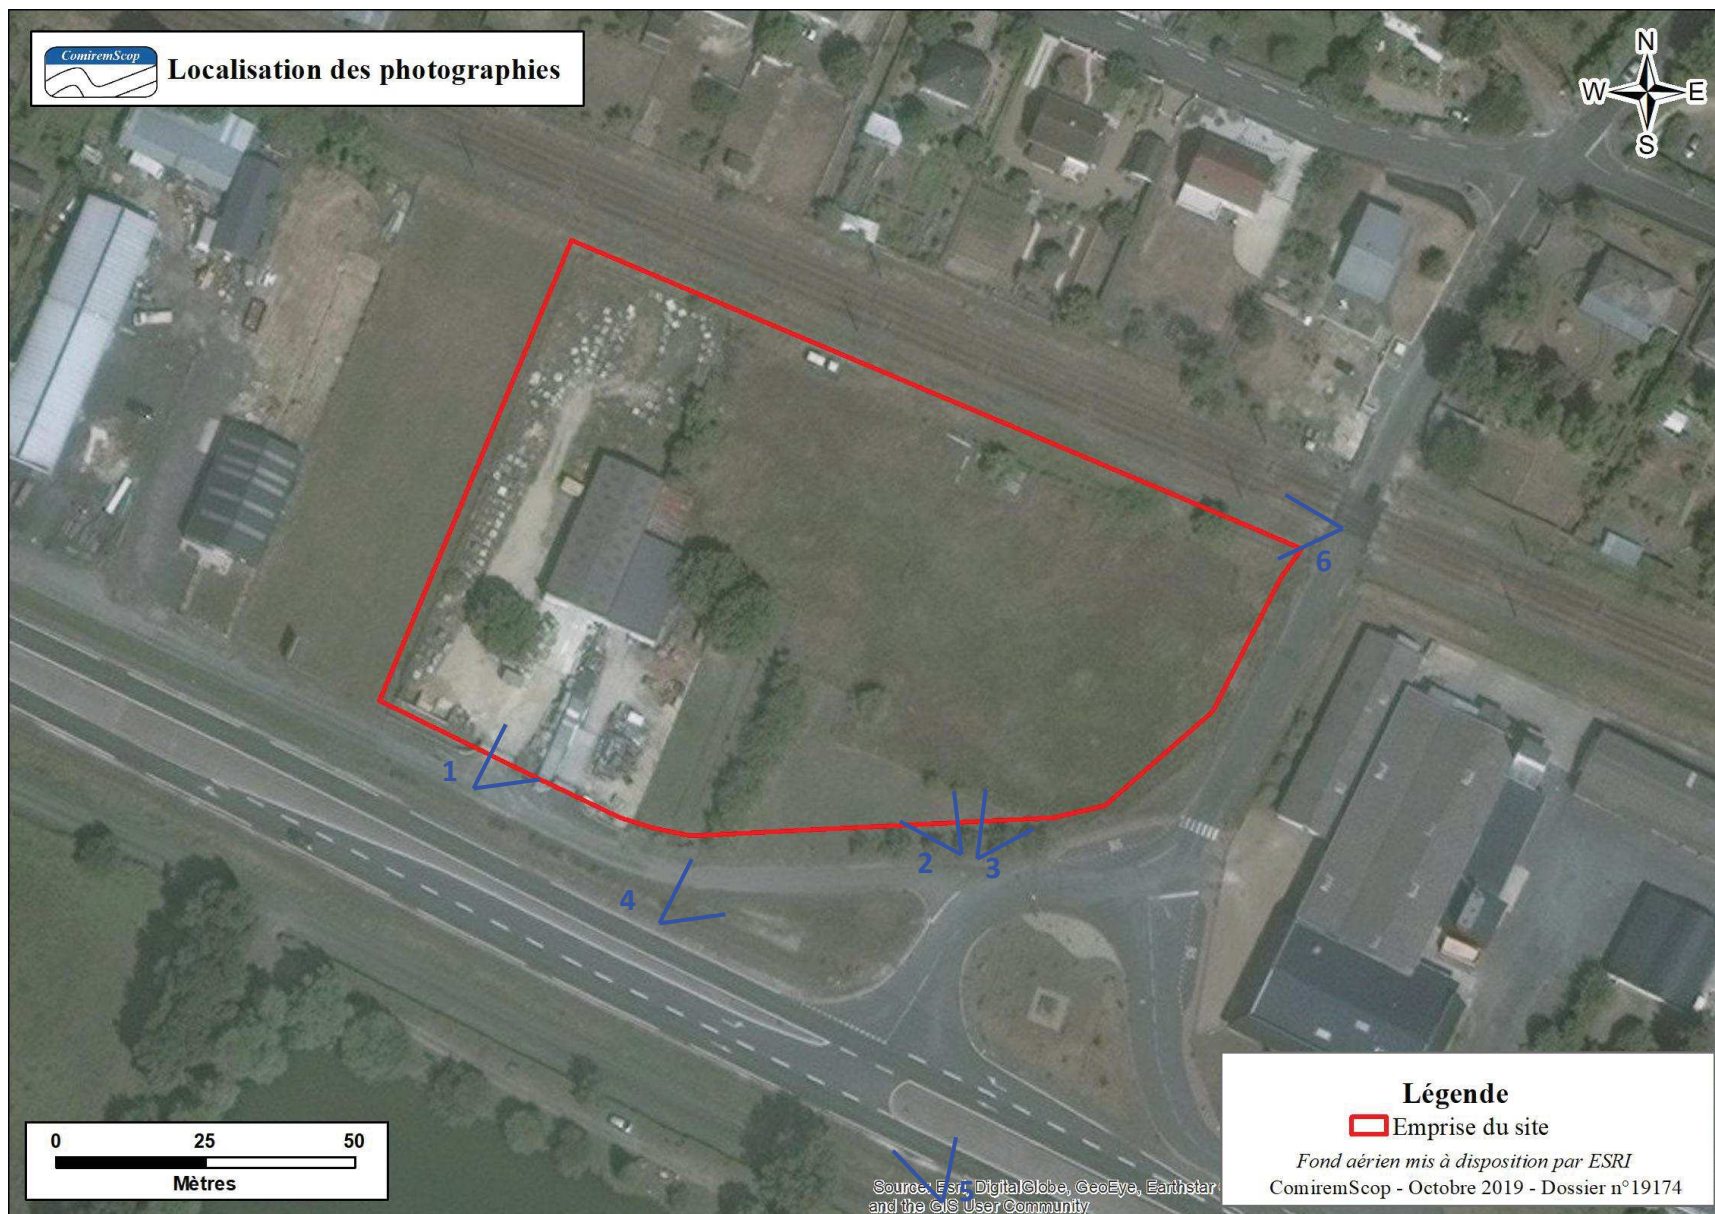 ComiremScop
Localisation des photographies
N
W E
S
6
1
2
3
4
5
0 25 50
Mètres
Légende
Emprise du site
Fond aérien mis à disposition par ESRI
ComiremScop - Octobre 2019 - Dossier n°19174
Source: Esri, DigitalGlobe, GeoEye, Earthstar
and the GIS User Community